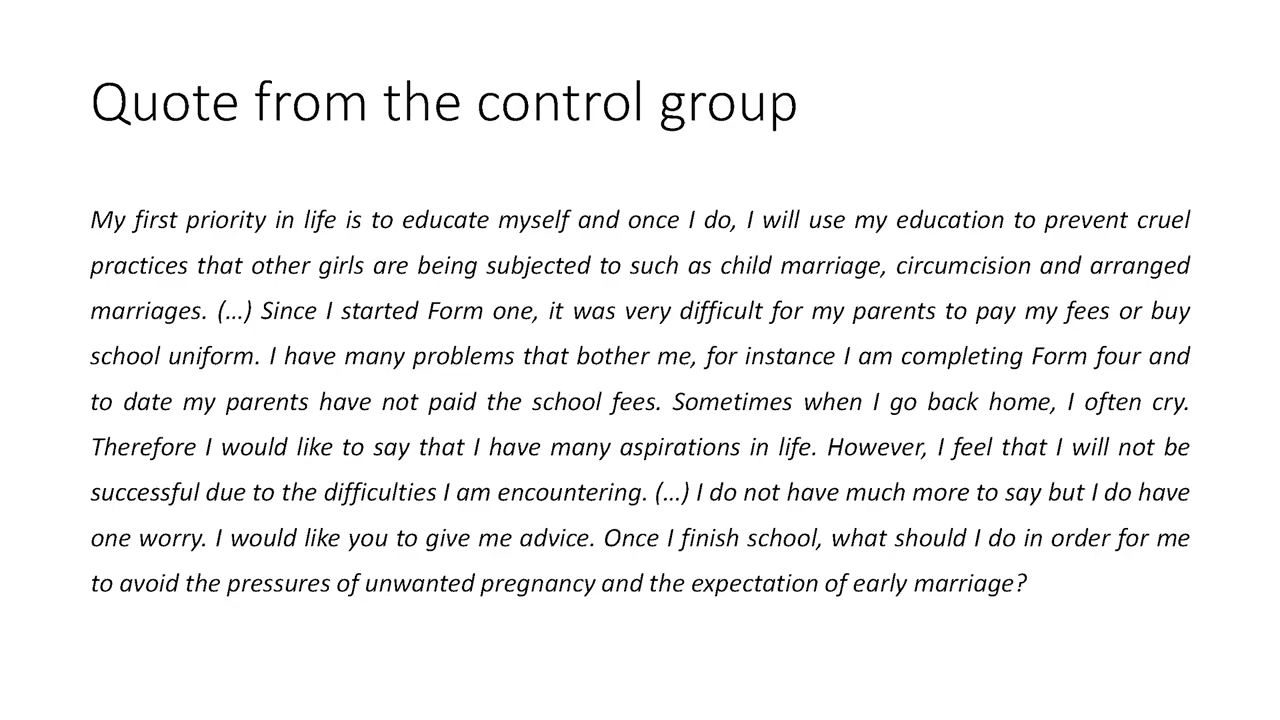 Quote from the control group
My first priority in life is to educate myself and once I do, I will use my education to prevent cruel
practices that other girls are being subjected to such as child marriage, circumcision and arranged
marriages. (…) Since I started Form one, it was very difficult for my parents to pay my fees or buy
school uniform. I have many problems that bother me, for instance I am completing Form four and
to date my parents have not paid the school fees. Sometimes when I go back home, I often cry.
Therefore I would like to say that I have many aspirations in life. However, I feel that I will not be
successful due to the difficulties I am encountering. (…) I do not have much more to say but I do have
one worry. I would like you to give me advice. Once I finish school, what should I do in order for me
to avoid the pressures of unwanted pregnancy and the expectation of early marriage?